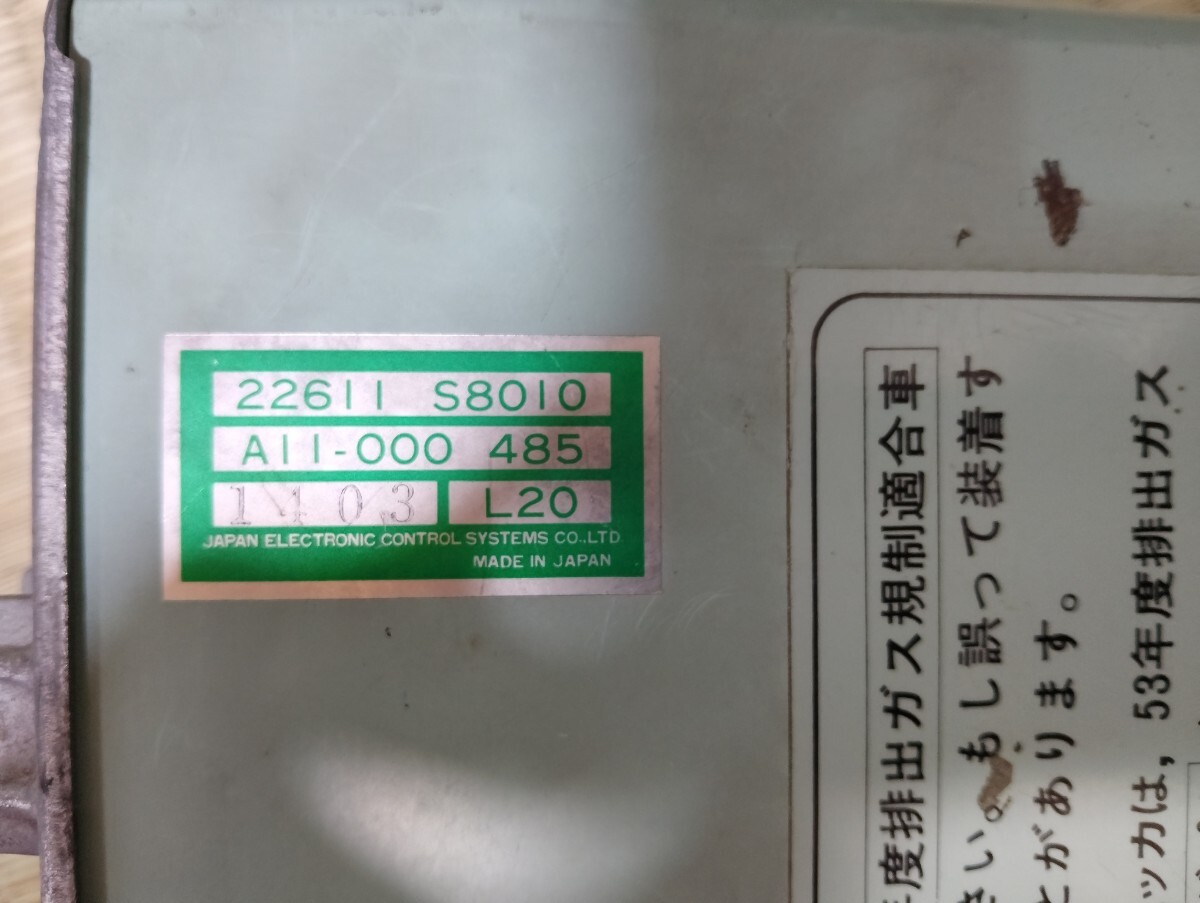 22611 S8010
A11-000 485
1403 L20
JAPAN ELECTRONIC CONTROL SYSTEMS CO.,LTD
MADE IN JAPAN
年度排出ガス規制適合車
さい。もし誤って装着す
とがあります。
ッカは，53年度排出ガス